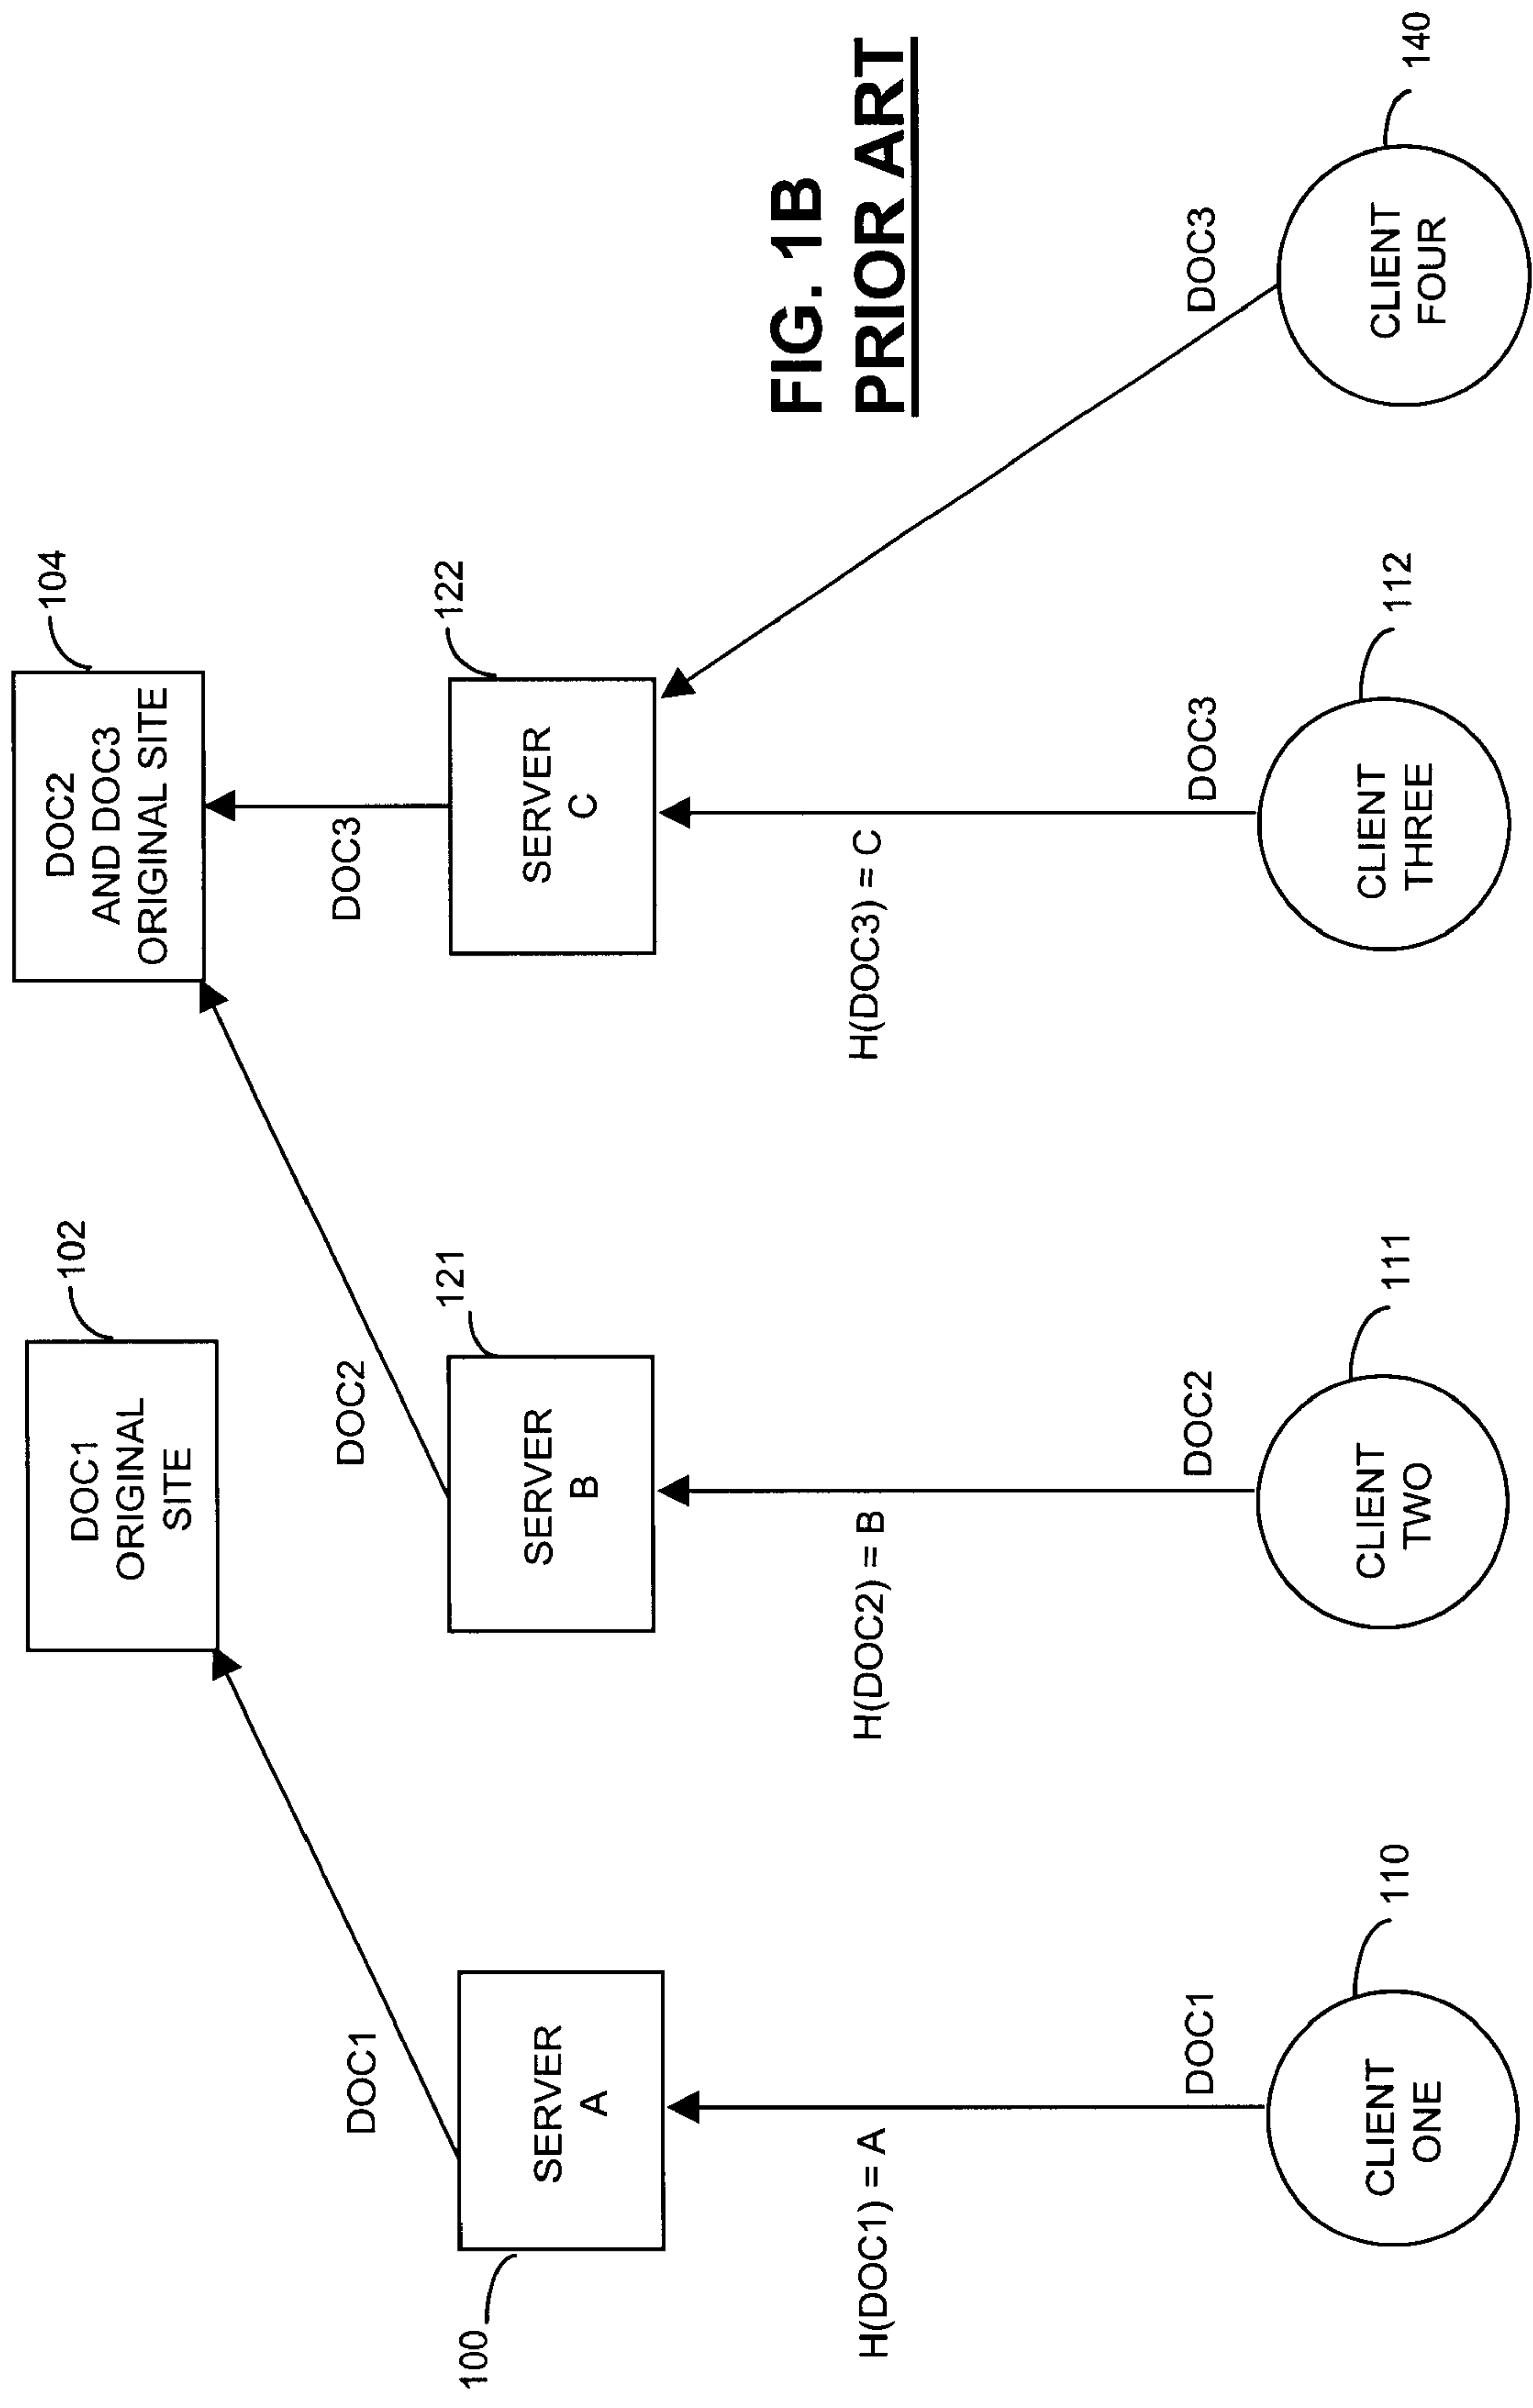 DOC1
ORIGINAL
SITE
102
DOC2
AND DOC3
ORIGINAL SITE
104
DOC1
DOC2
DOC3
100
SERVER
A
SERVER
B
121
SERVER
C
122
H(DOC1) = A
H(DOC2) = B
H(DOC3) = C
FIG. 1B
PRIOR ART
DOC1
DOC2
DOC3
DOC3
CLIENT
ONE
110
CLIENT
TWO
111
CLIENT
THREE
112
CLIENT
FOUR
140